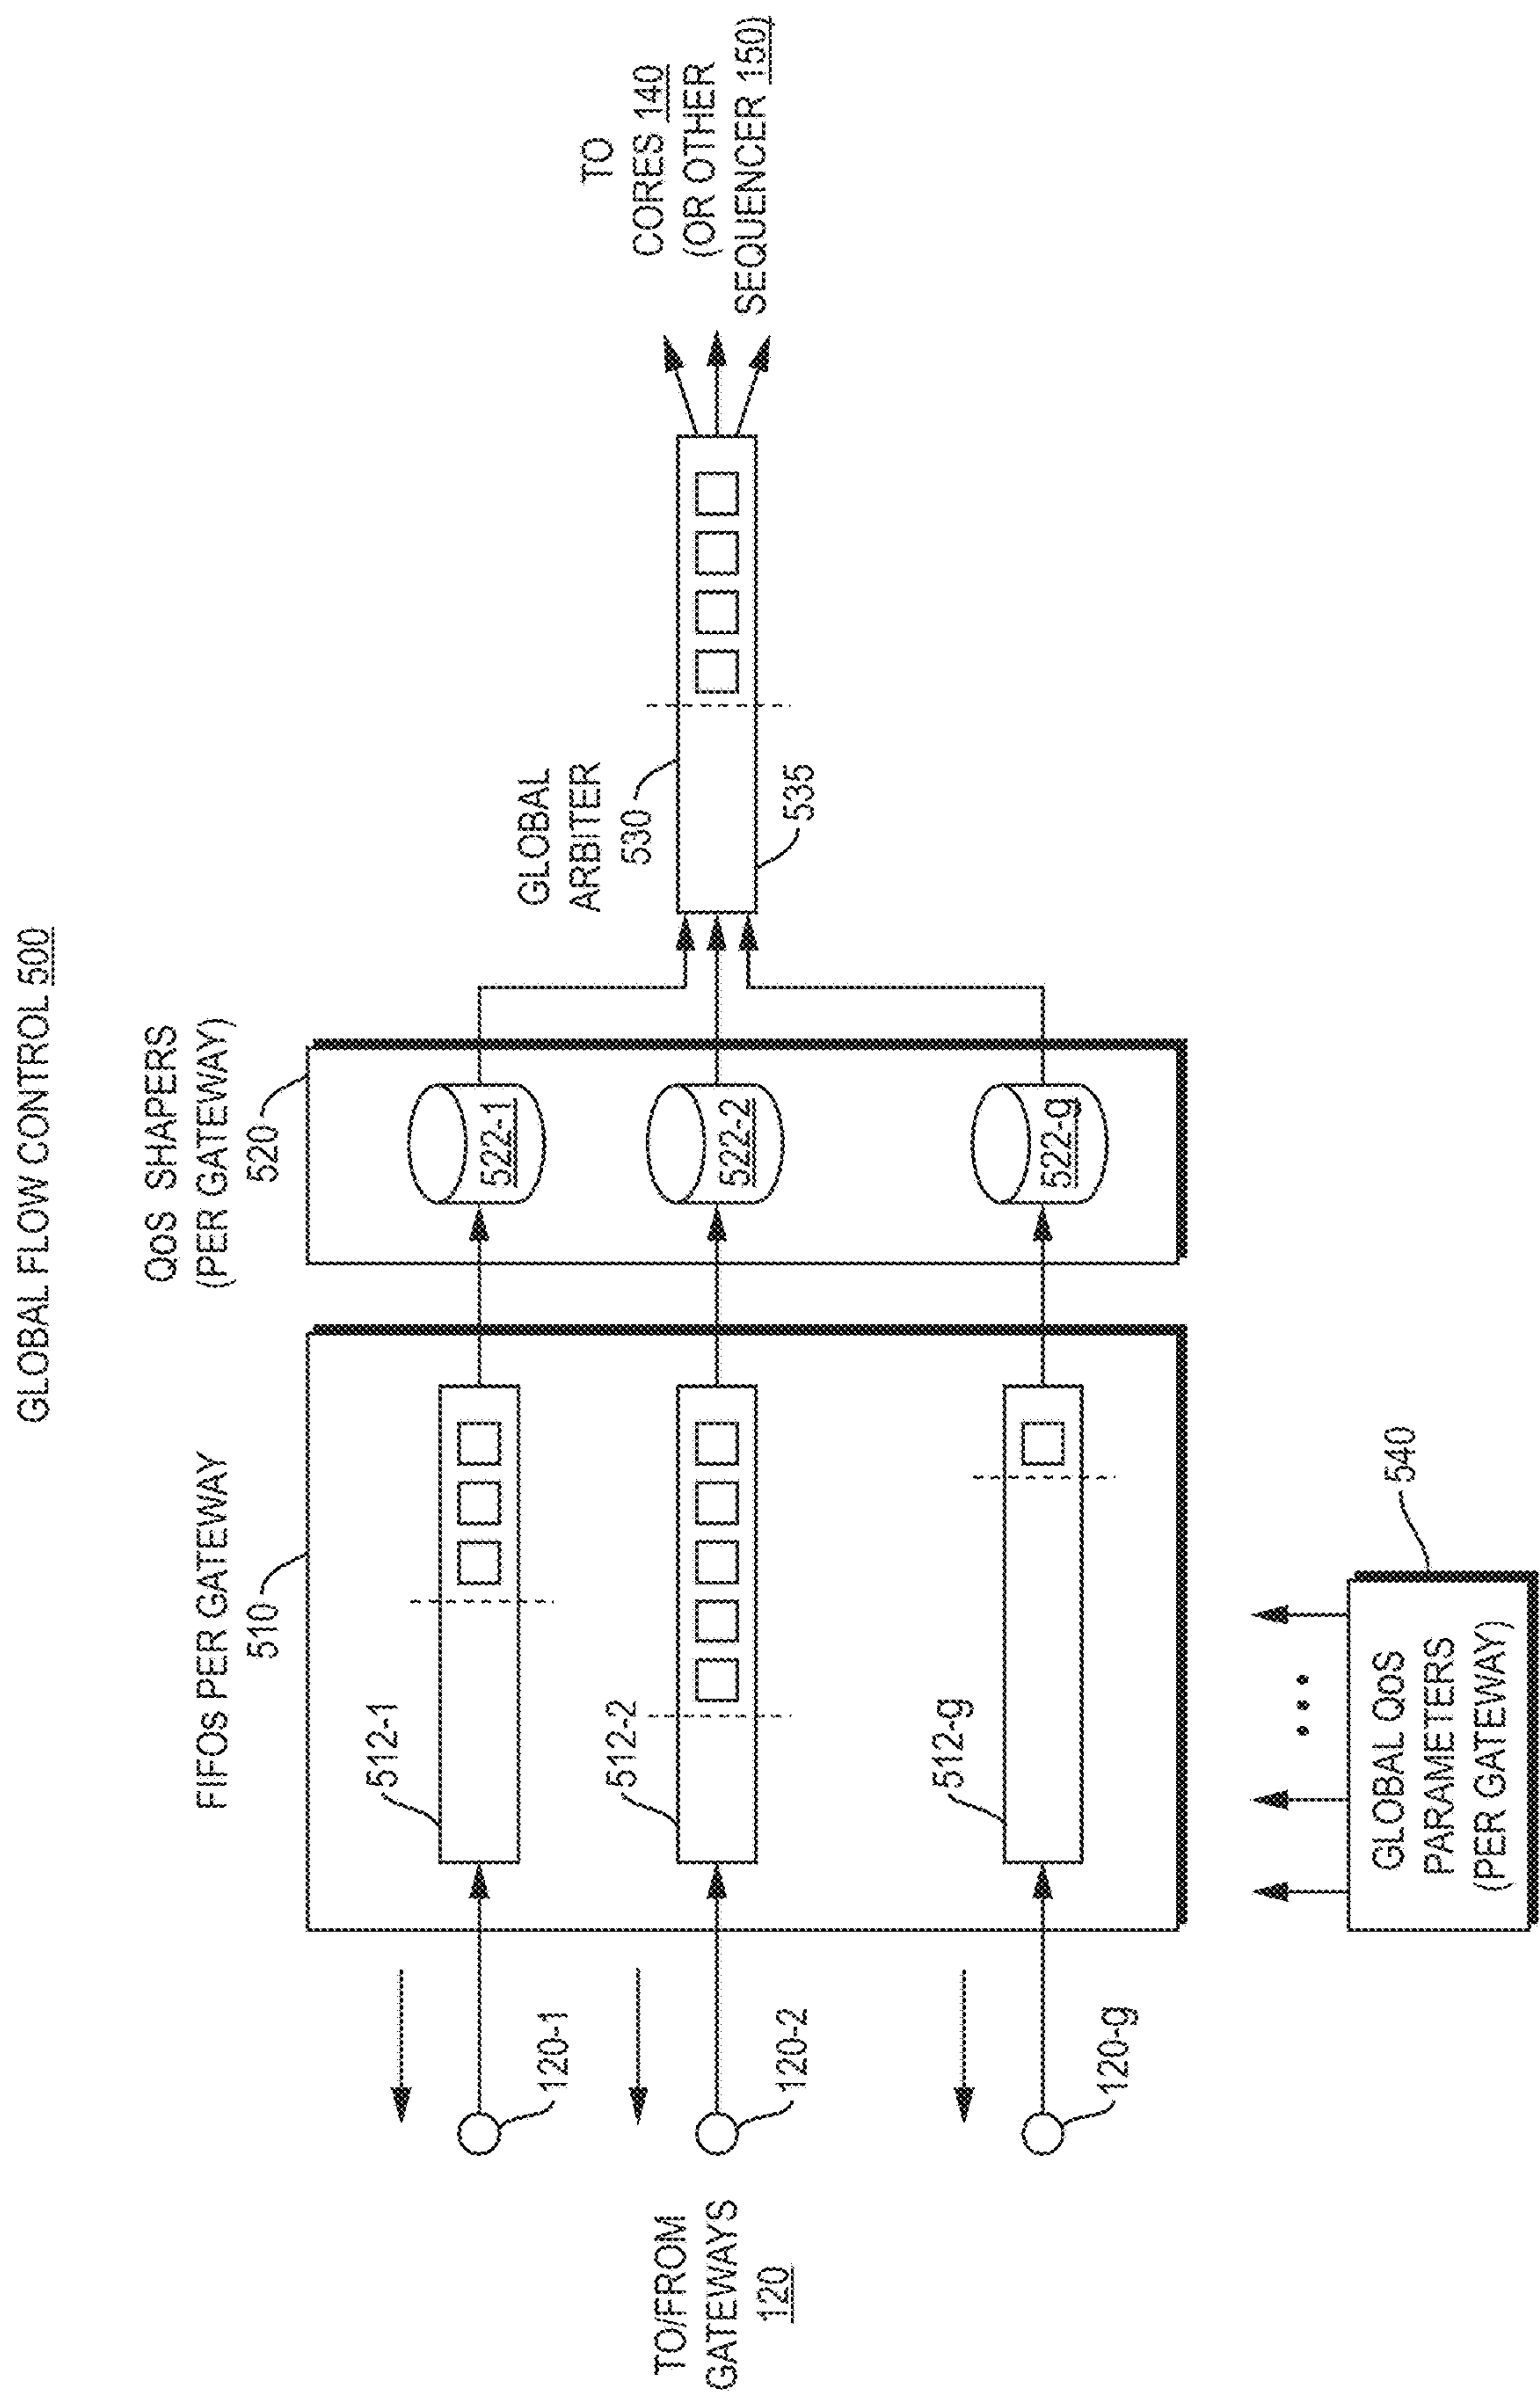 GLOBAL FLOW CONTROL 500
FIFOs PER GATEWAY
510
QoS SHAPERS
(PER GATEWAY)
520
512-1
512-2
512-g
522-1
522-2
522-g
GLOBAL
ARBITER
530
535
TO
CORES 140
(OR OTHER
SEQUENCER 150)
120-1
120-2
120-g
TO/FROM
GATEWAYS
120
540
GLOBAL QoS
PARAMETERS
(PER GATEWAY)